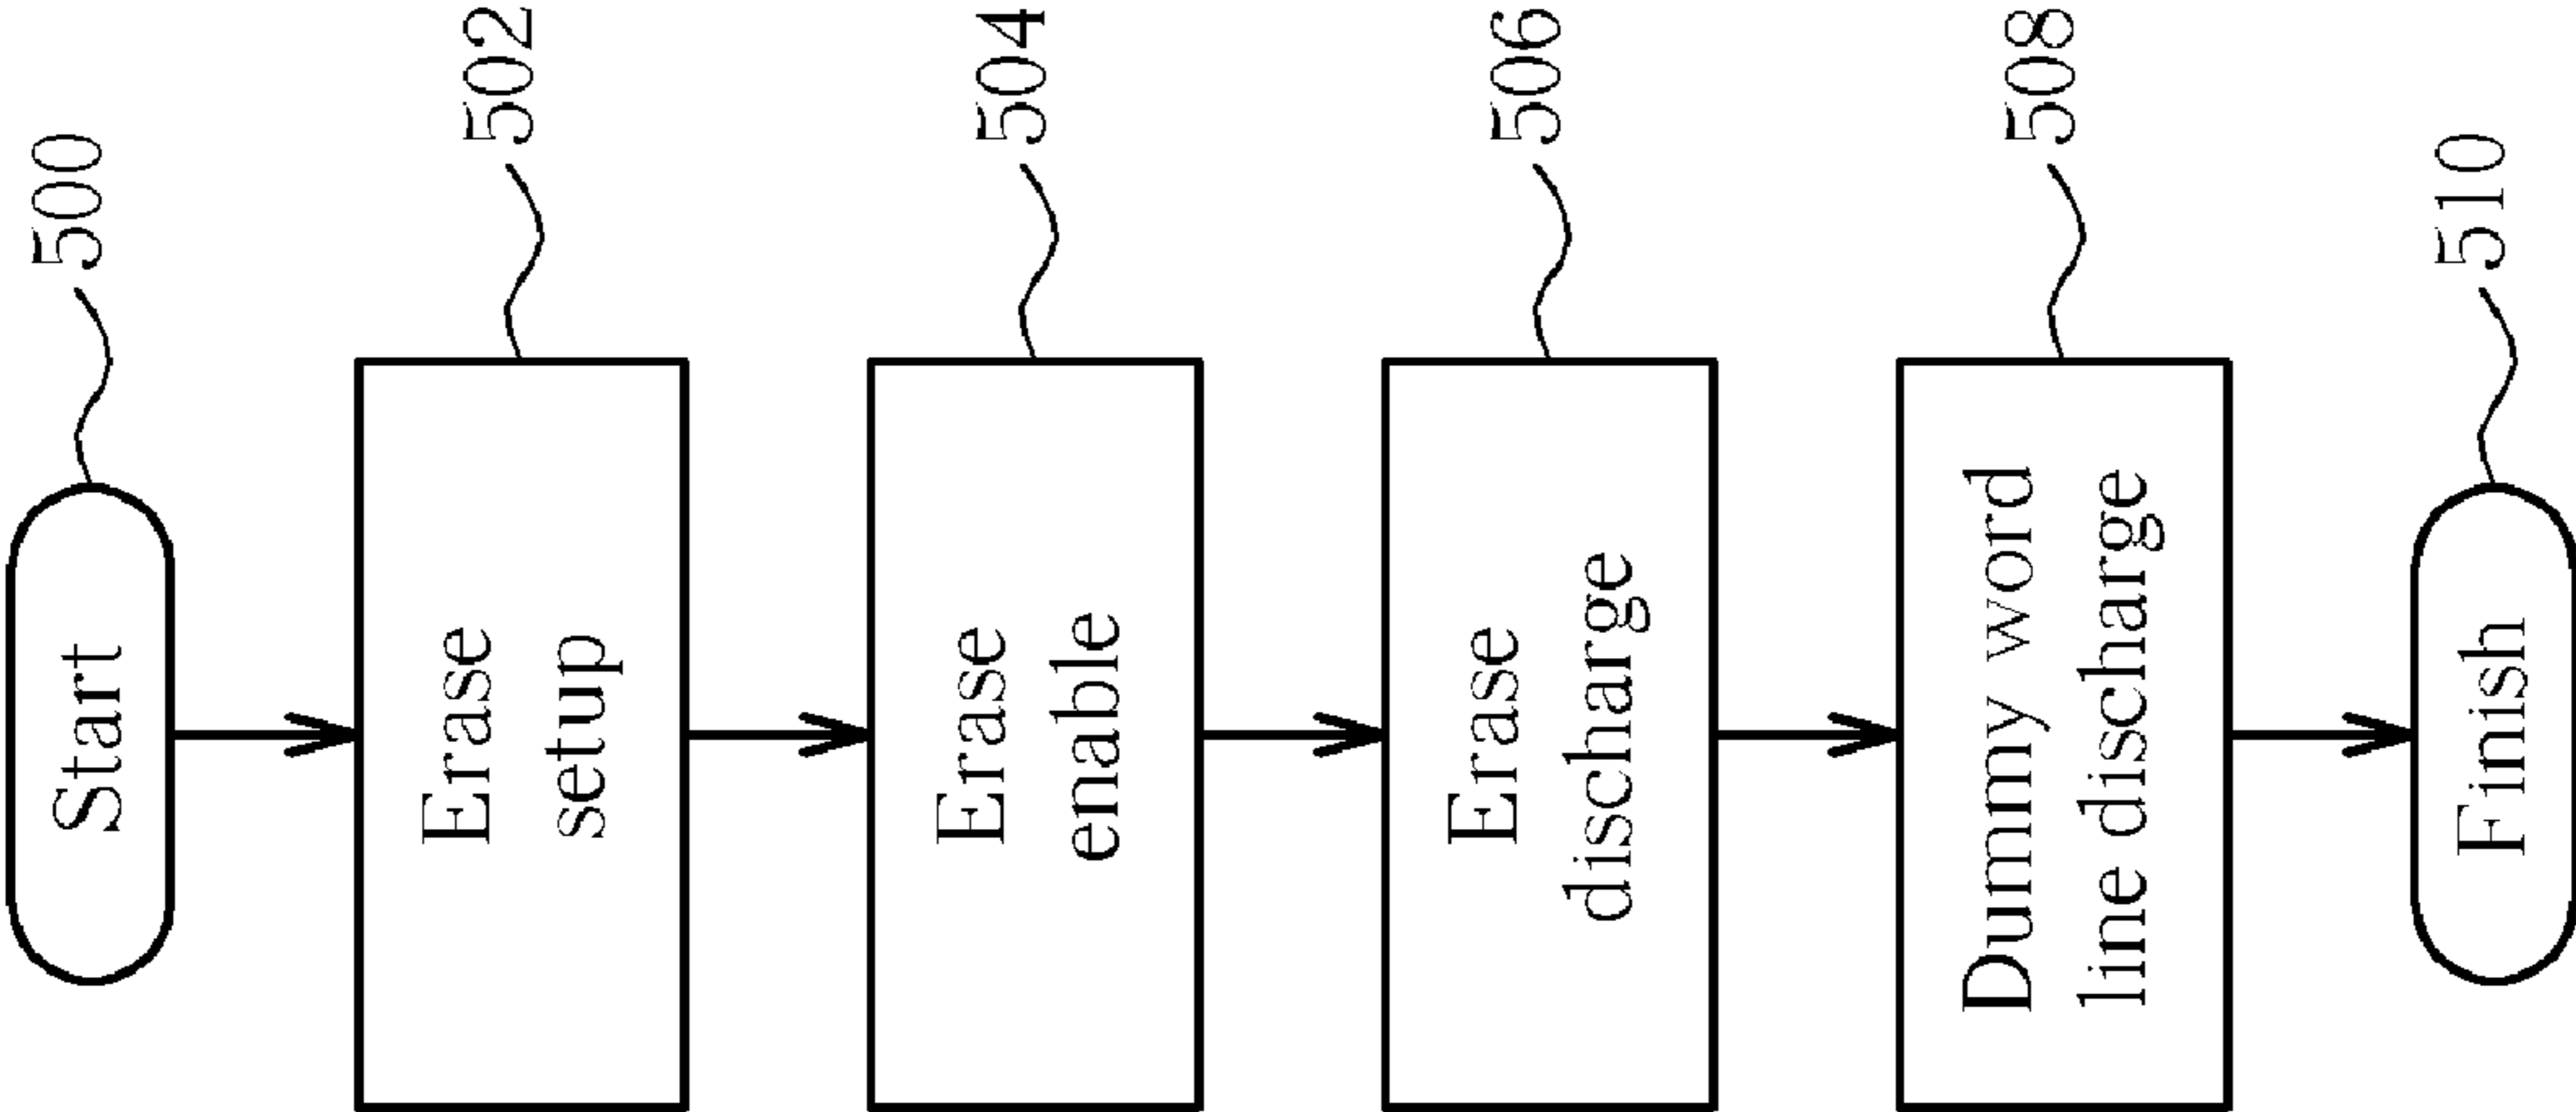 Start
500
Erase
setup
502
Erase
enable
504
Erase
discharge
506
Dummy word
line discharge
508
Finish
510